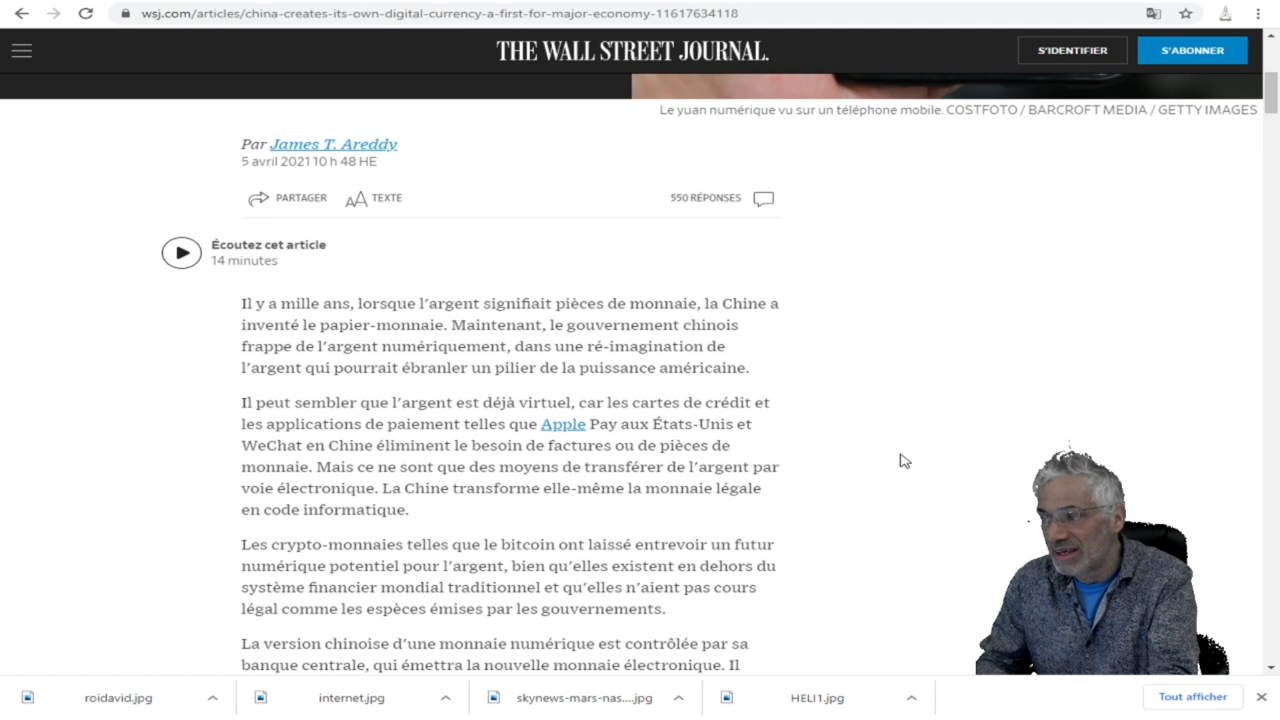 wsj.com/articles/china-creates-its-own-digital-currency-a-first-for-major-economy-11617634118
THE WALL STREET JOURNAL.
S'IDENTIFIER
S'ABONNER
Le yuan numérique vu sur un téléphone mobile. COSTFOTO / BARCROFT MEDIA / GETTY IMAGES
Par James T. Areddy
5 avril 2021 10 h 48 HE
PARTAGER
AA TEXTE
550 RÉPONSES
Écoutez cet article
14 minutes
Il y a mille ans, lorsque l'argent signifiait pièces de monnaie, la Chine a
inventé le papier-monnaie. Maintenant, le gouvernement chinois
frappe de l'argent numériquement, dans une ré-imagination de
l'argent qui pourrait ébranler un pilier de la puissance américaine.
Il peut sembler que l'argent est déjà virtuel, car les cartes de crédit et
les applications de paiement telles que Apple Pay aux États-Unis et
WeChat en Chine éliminent le besoin de factures ou de pièces de
monnaie. Mais ce ne sont que des moyens de transférer de l'argent par
voie électronique. La Chine transforme elle-même la monnaie légale
en code informatique.
Les crypto-monnaies telles que le bitcoin ont laissé entrevoir un futur
numérique potentiel pour l'argent, bien qu'elles existent en dehors du
système financier mondial traditionnel et qu'elles n'aient pas cours
légal comme les espèces émises par les gouvernements.
La version chinoise d'une monnaie numérique est contrôlée par sa
banque centrale, qui émettra la nouvelle monnaie électronique. Il
roidavid.jpg
internet.jpg
skynews-mars-nas....jpg
HELI1.jpg
Tout afficher